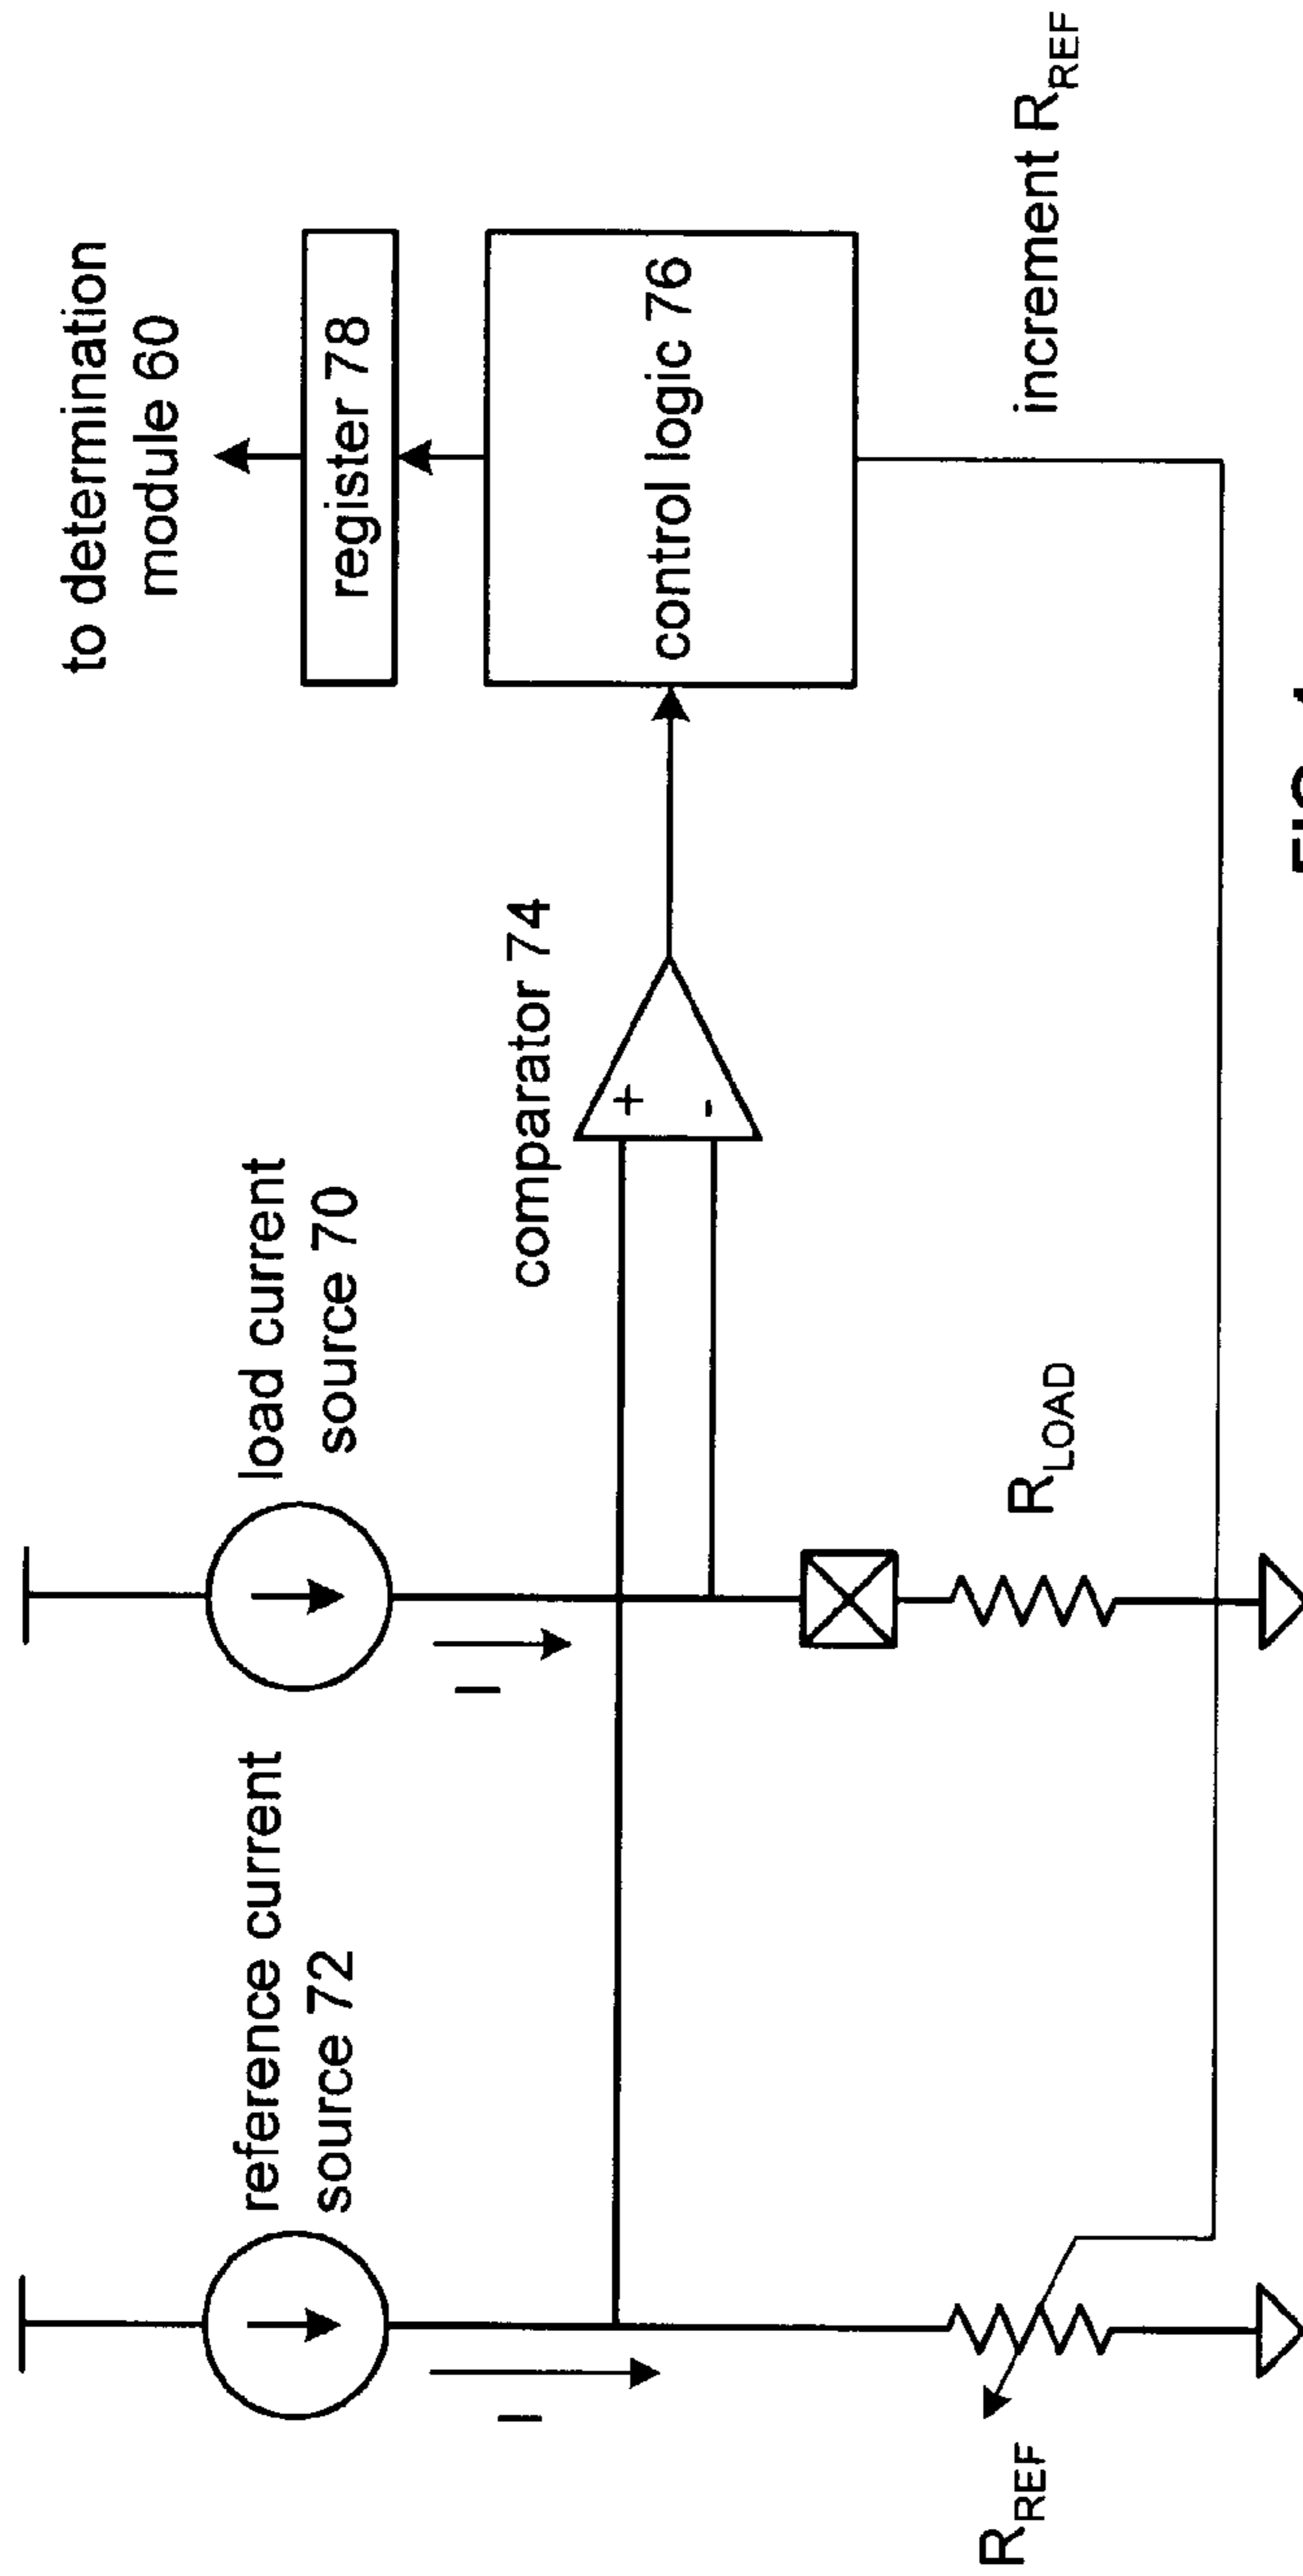 reference current
source 72
load current
source 70
to determination
module 60
register 78
comparator 74
+
-
control logic 76
I
I
R_REF
R_LOAD
increment R_REF